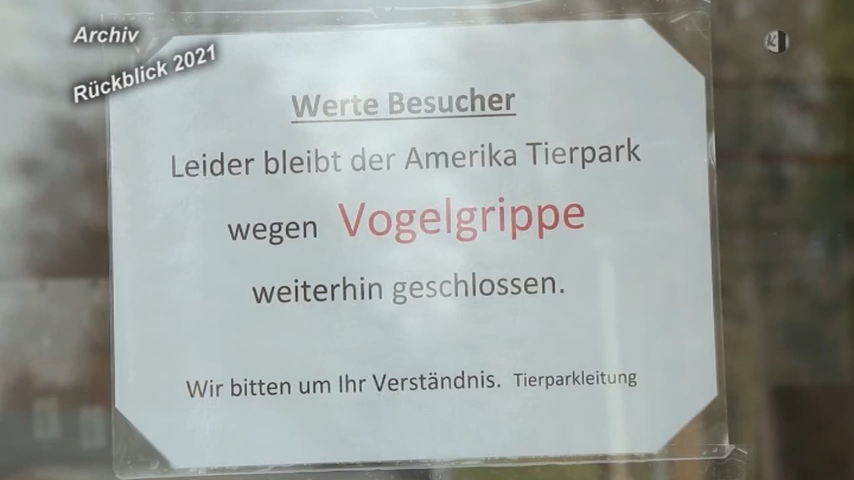 Archiv
Rückblick 2021
Werte Besucher
Leider bleibt der Amerika Tierpark
wegen Vogelgrippe
weiterhin geschlossen.
Wir bitten um Ihr Verständnis. Tierparkleitung